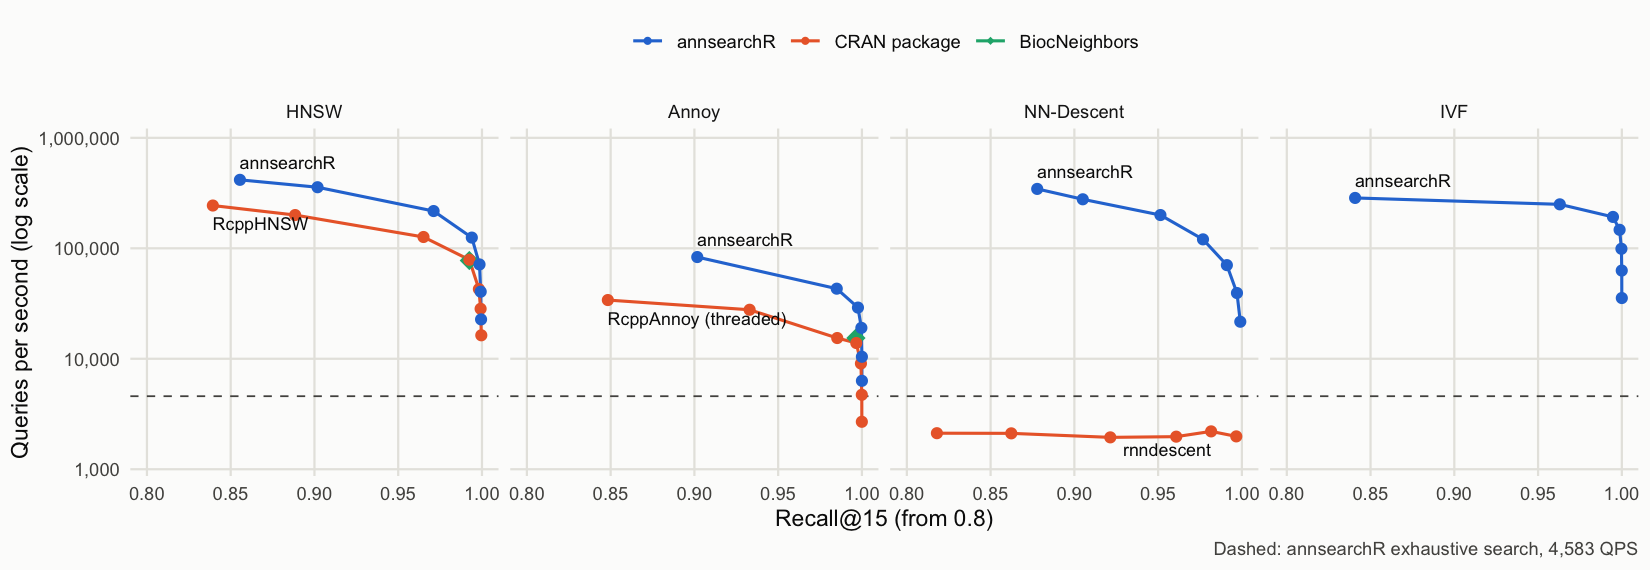 annsearchR CRAN package BiocNeighbors
HNSW Annoy NN-Descent IVF
Queries per second (log scale)
1,000,000
100,000
10,000
1,000
annsearchR
RcppHNSW
annsearchR
RcppAnnoy (threaded)
annsearchR
rnndescent
annsearchR
0.80 0.85 0.90 0.95 1.00 0.80 0.85 0.90 0.95 1.00 0.80 0.85 0.90 0.95 1.00 0.80 0.85 0.90 0.95 1.00
Recall@15 (from 0.8)
Dashed: annsearchR exhaustive search, 4,583 QPS